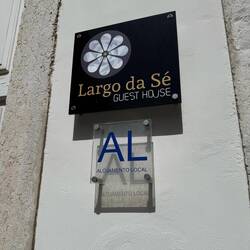 Largo da Sé
GUEST HOUSE
AL
ALOJAMENTO LOCAL